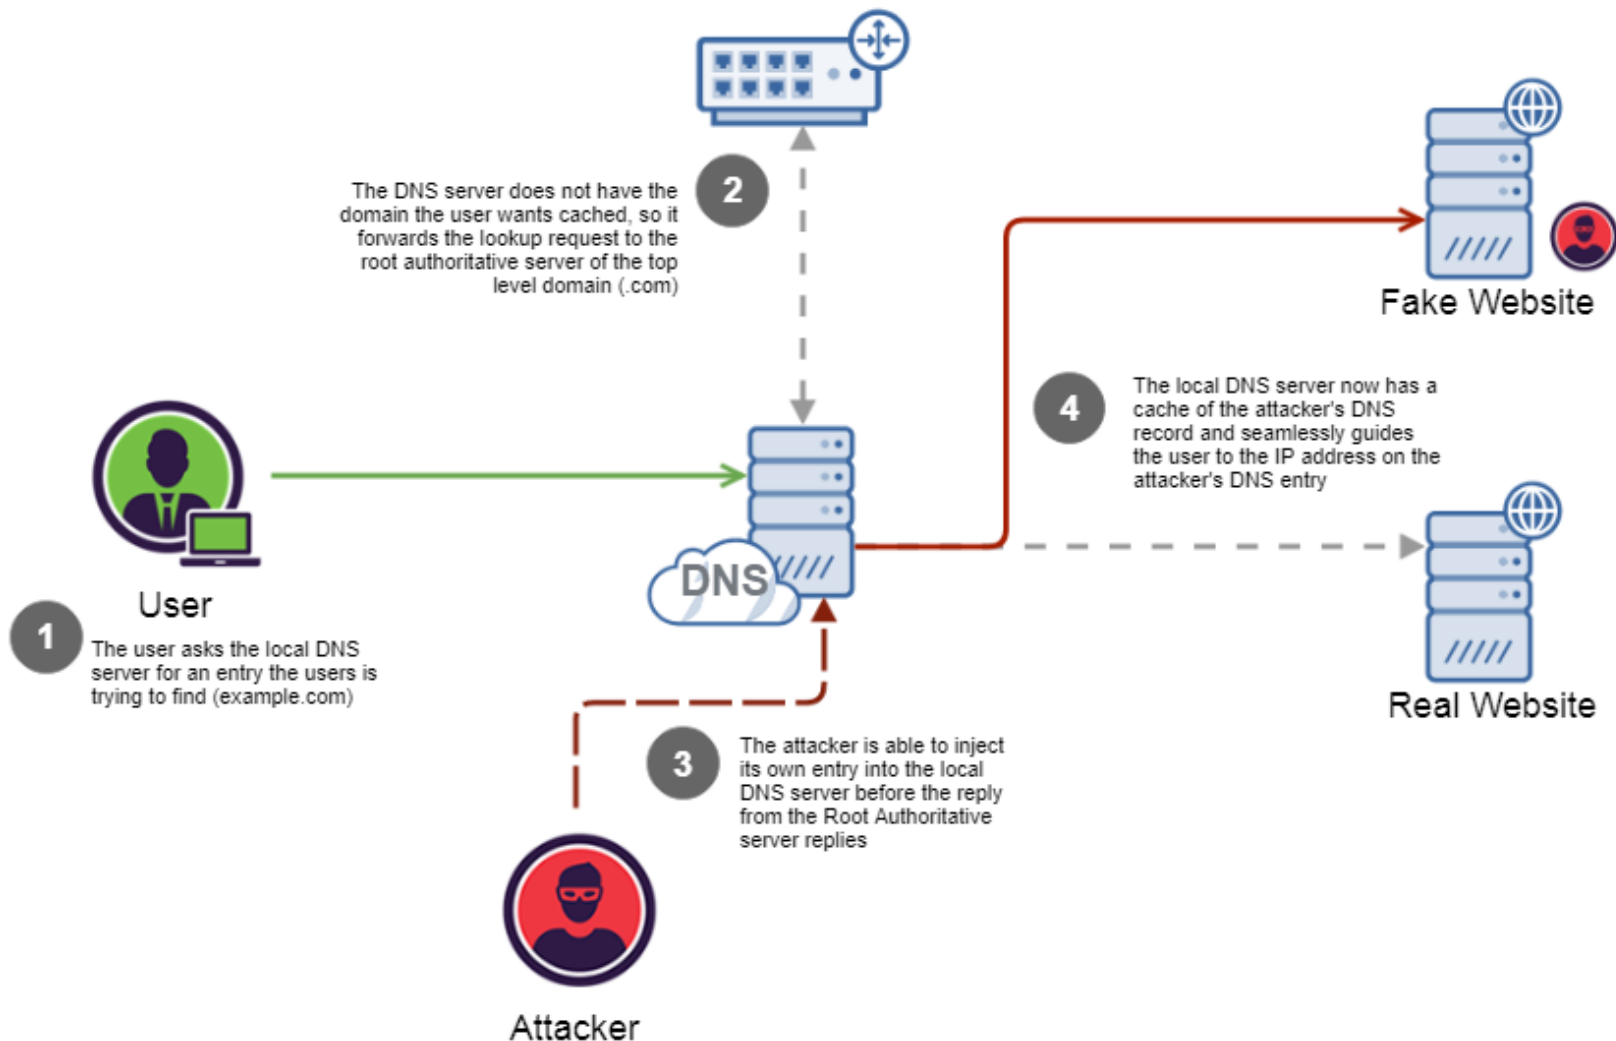 2
The DNS server does not have the
domain the user wants cached, so it
forwards the lookup request to the
root authoritative server of the top
level domain (.com)
Fake Website
4
The local DNS server now has a
cache of the attacker's DNS
record and seamlessly guides
the user to the IP address on the
attacker's DNS entry
DNS
User
1
The user asks the local DNS
server for an entry the users is
trying to find (example.com)
Real Website
3
The attacker is able to inject
its own entry into the local
DNS server before the reply
from the Root Authoritative
server replies
Attacker